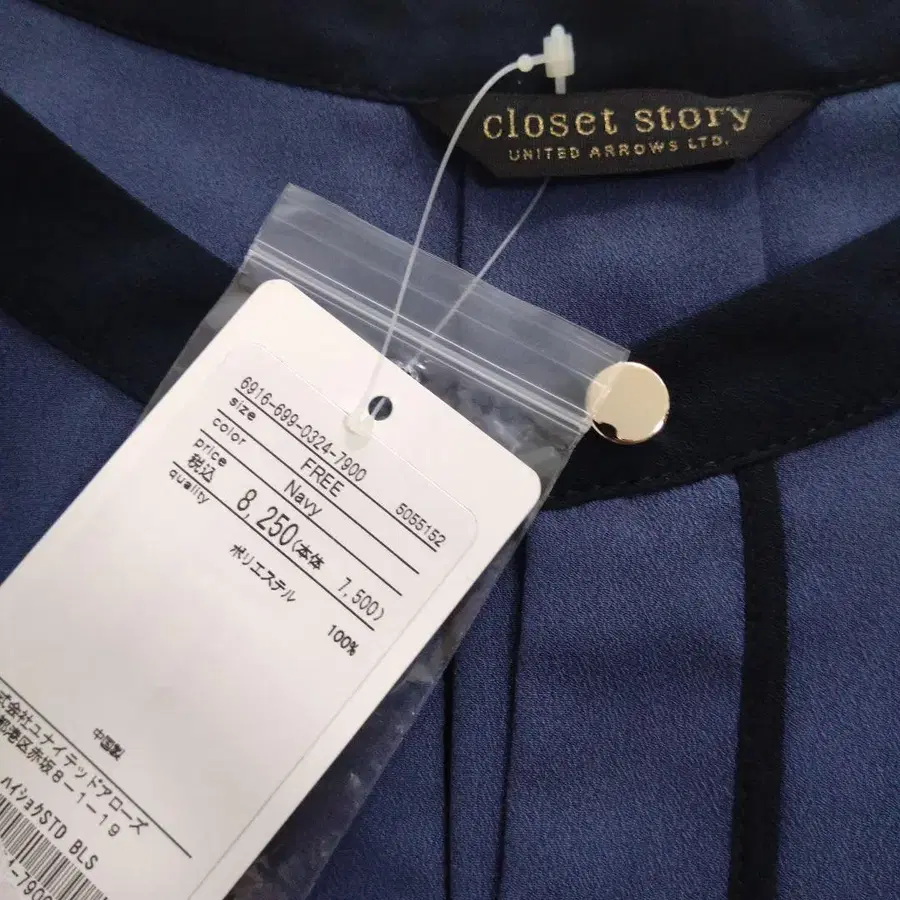 closet story
UNITED ARROWS LTD.
6916-699-0324-7900
size FREE 5055152
color Navy
price
税込 8,250(本体 7,500)
quality
ポリエステル 100%
中国製
式会社ユナイテッドアローズ
都港区赤坂8-1-19
ハイショクSTD BLS
-7900